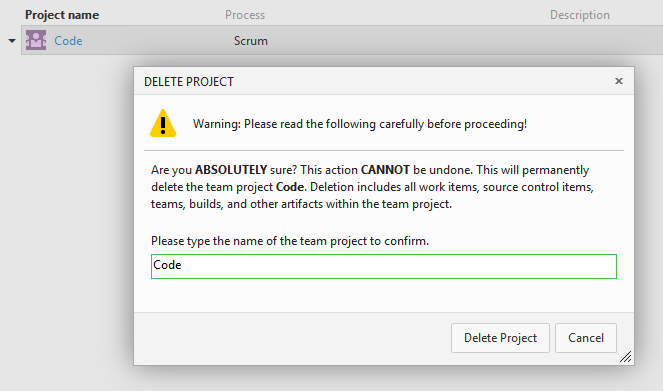 Project name Process Description
Code Scrum
DELETE PROJECT
Warning: Please read the following carefully before proceeding!
Are you ABSOLUTELY sure? This action CANNOT be undone. This will permanently
delete the team project Code. Deletion includes all work items, source control items,
teams, builds, and other artifacts within the team project.
Please type the name of the team project to confirm.
Code
Delete Project Cancel